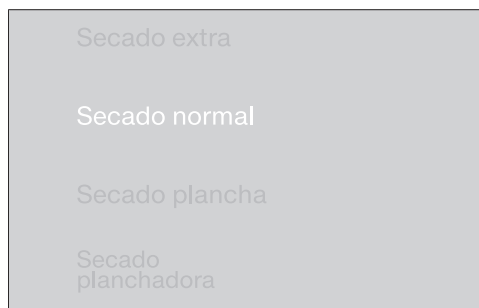 Secado extra
Secado normal
Secado plancha
Secado
planchadora